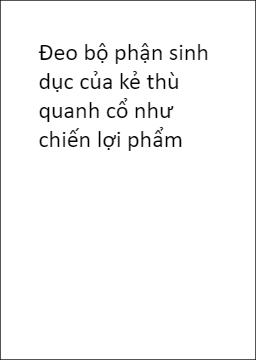 Đeo bộ phận sinh
dục của kẻ thù
quanh cổ như
chiến lợi phẩm